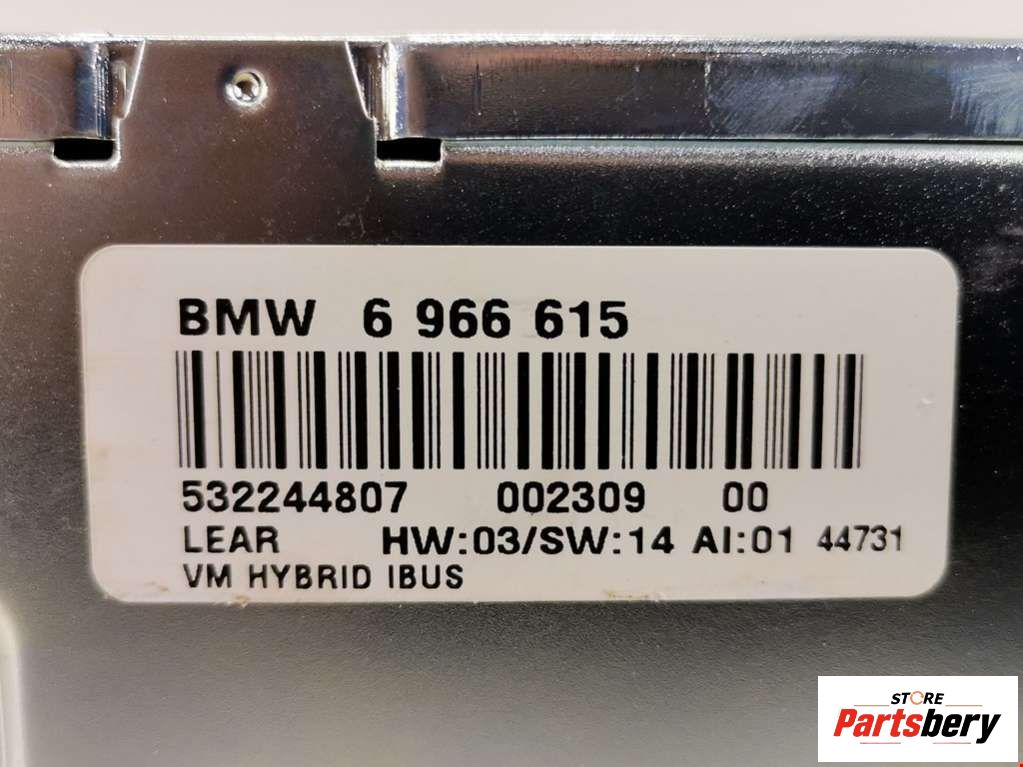 BMW 6 966 615
532244807 002309 00
LEAR HW:03/SW:14 AI:01 44731
VM HYBRID IBUS
STORE
Partsbery